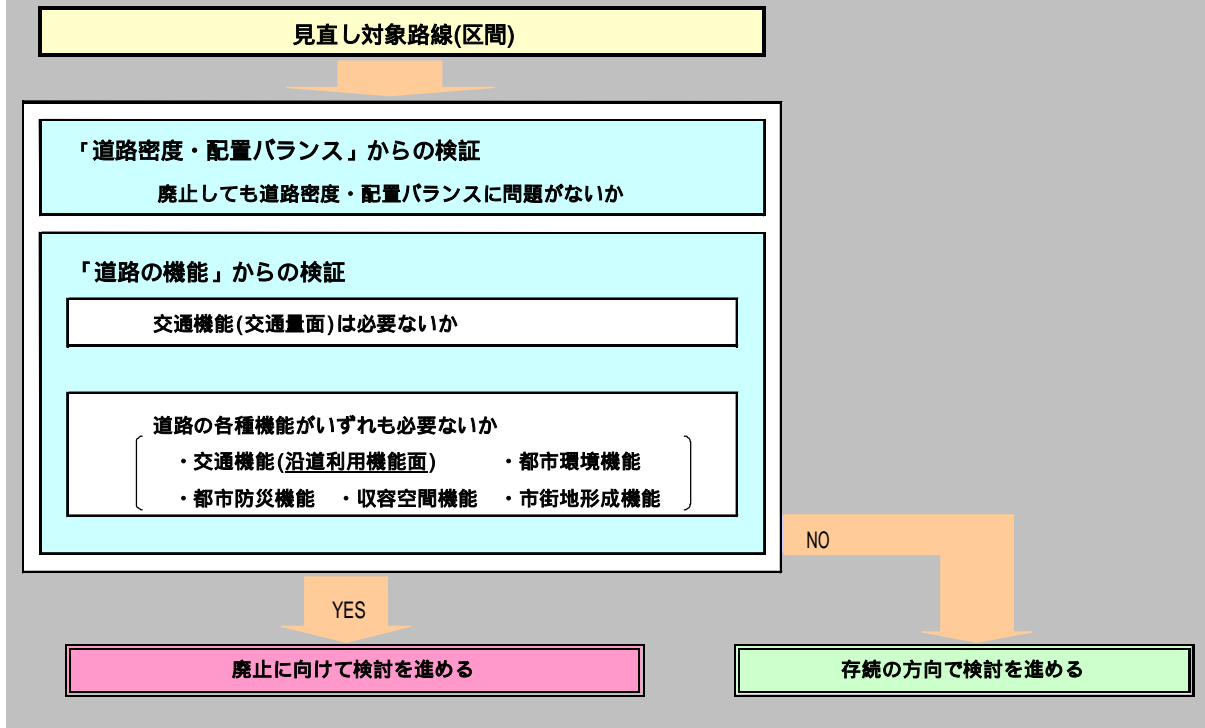 見直し対象路線(区間)
「道路密度・配置バランス」からの検証
廃止しても道路密度・配置バランスに問題がないか
「道路の機能」からの検証
交通機能(交通量面)は必要ないか
道路の各種機能がいずれも必要ないか
・交通機能(沿道利用機能面) ・都市環境機能
・都市防災機能 ・収容空間機能 ・市街地形成機能
NO
YES
廃止に向けて検討を進める
存続の方向で検討を進める